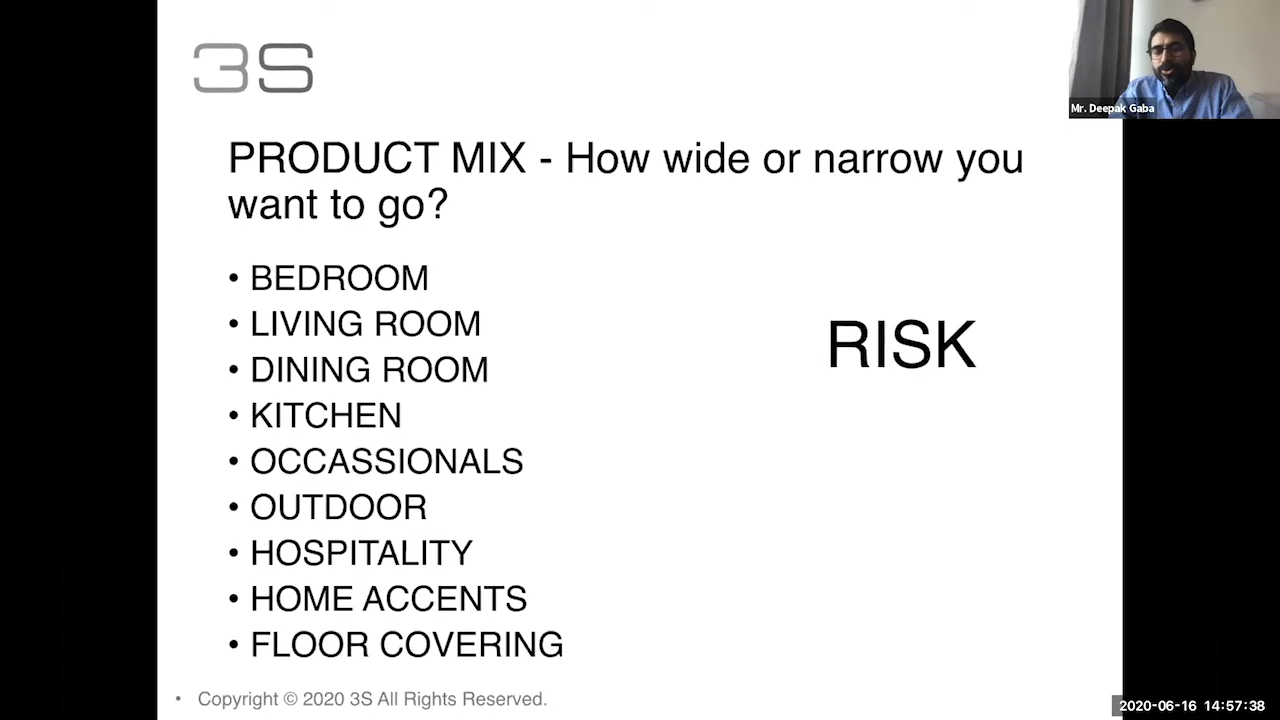 3S
Mr. Deepak Gaba
PRODUCT MIX - How wide or narrow you
want to go?
• BEDROOM
• LIVING ROOM
• DINING ROOM
• KITCHEN
• OCCASSIONALS
• OUTDOOR
• HOSPITALITY
• HOME ACCENTS
• FLOOR COVERING
RISK
• Copyright © 2020 3S All Rights Reserved.
2020-06-16 14:57:38